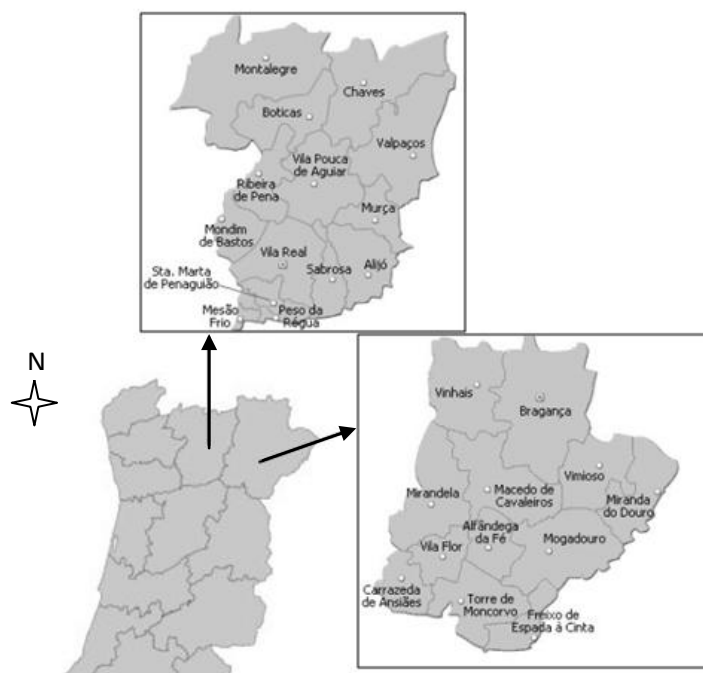 Montalegre
Chaves
Boticas
Valpaços
Vila Pouca
de Aguiar
Ribeira
de Pena
Murça
Mondim
de Bastos
Vila Real
Sabrosa
Alijó
Sta. Marta
de Penaguião
Mesão
Frio
Peso da
Régua
N
Vinhais
Bragança
Vimioso
Mirandela
Macedo de
Cavaleiros
Miranda
do Douro
Alfândega
da Fé
Vila Flor
Mogadouro
Carrazeda
de Ansiães
Torre de
Moncorvo
Freixo de
Espada à Cinta